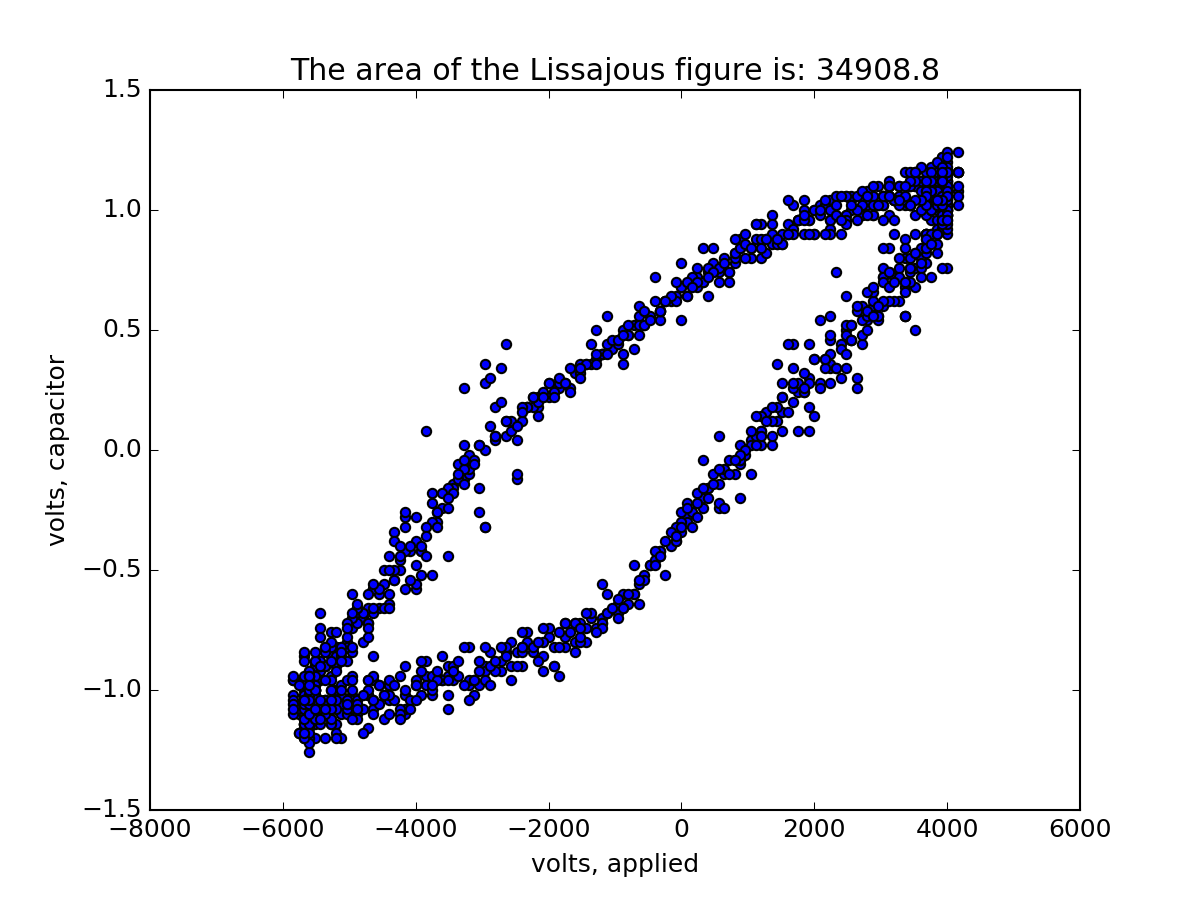 The area of the Lissajous figure is: 34908.8
1.5
1.0
0.5
0.0
−0.5
−1.0
−1.5
volts, capacitor
−8000 −6000 −4000 −2000 0 2000 4000 6000
volts, applied